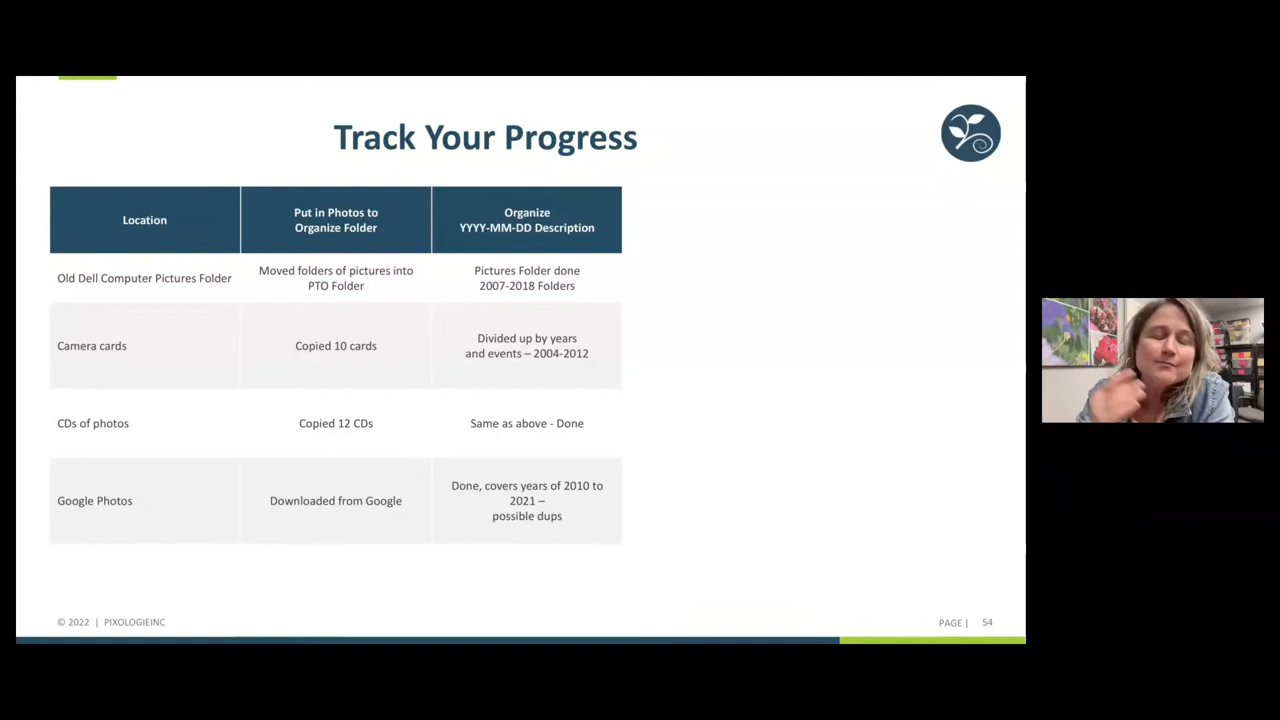 Track Your Progress
Location
Put in Photos to
Organize Folder
Organize
YYYY-MM-DD Description
Old Dell Computer Pictures Folder
Moved folders of pictures into
PTO Folder
Pictures Folder done
2007-2018 Folders
Camera cards
Copied 10 cards
Divided up by years
and events – 2004-2012
CDs of photos
Copied 12 CDs
Same as above - Done
Google Photos
Downloaded from Google
Done, covers years of 2010 to
2021 –
possible dups
© 2022 | PIXOLOGIEINC
PAGE | 54